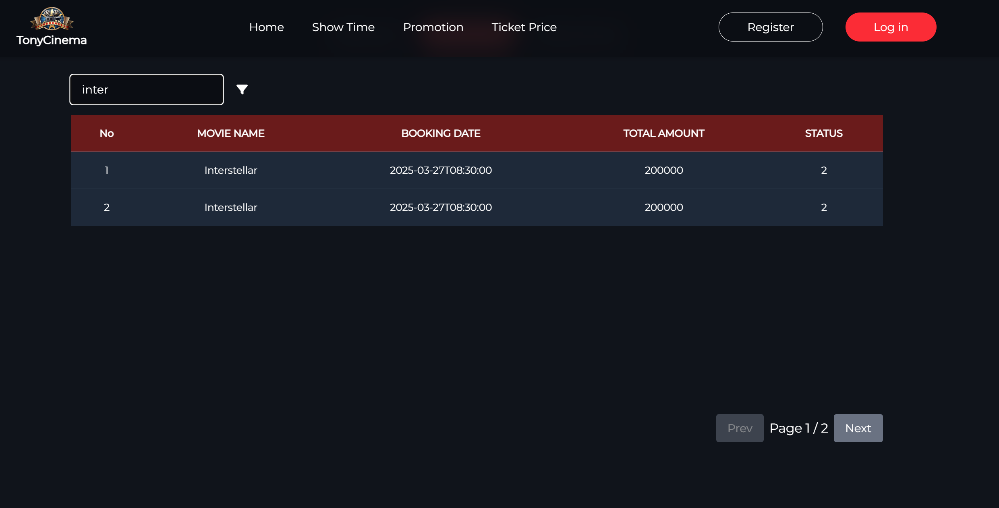 TonyCinema
Home Show Time Promotion Ticket Price Register Log in
inter
No MOVIE NAME BOOKING DATE TOTAL AMOUNT STATUS
1 Interstellar 2025-03-27T08:30:00 200000 2
2 Interstellar 2025-03-27T08:30:00 200000 2
Prev Page 1 / 2 Next